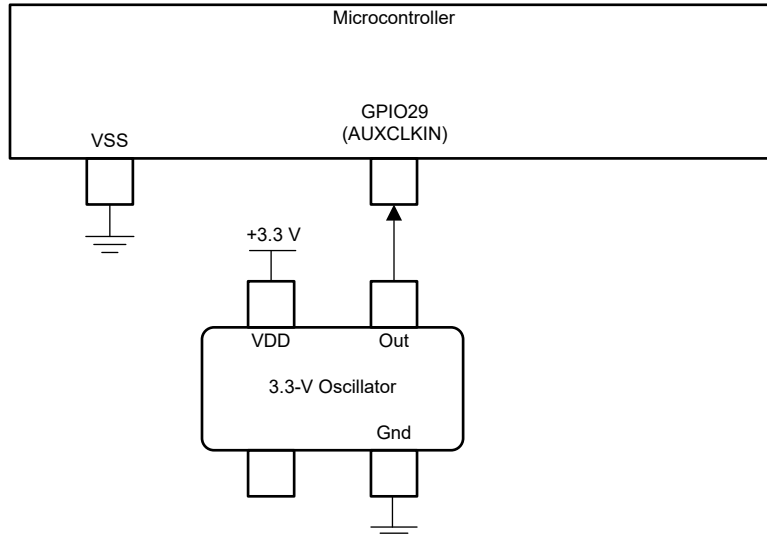 Microcontroller
GPIO29
(AUXCLKIN)
VSS
+3.3 V
VDD
Out
3.3-V Oscillator
Gnd